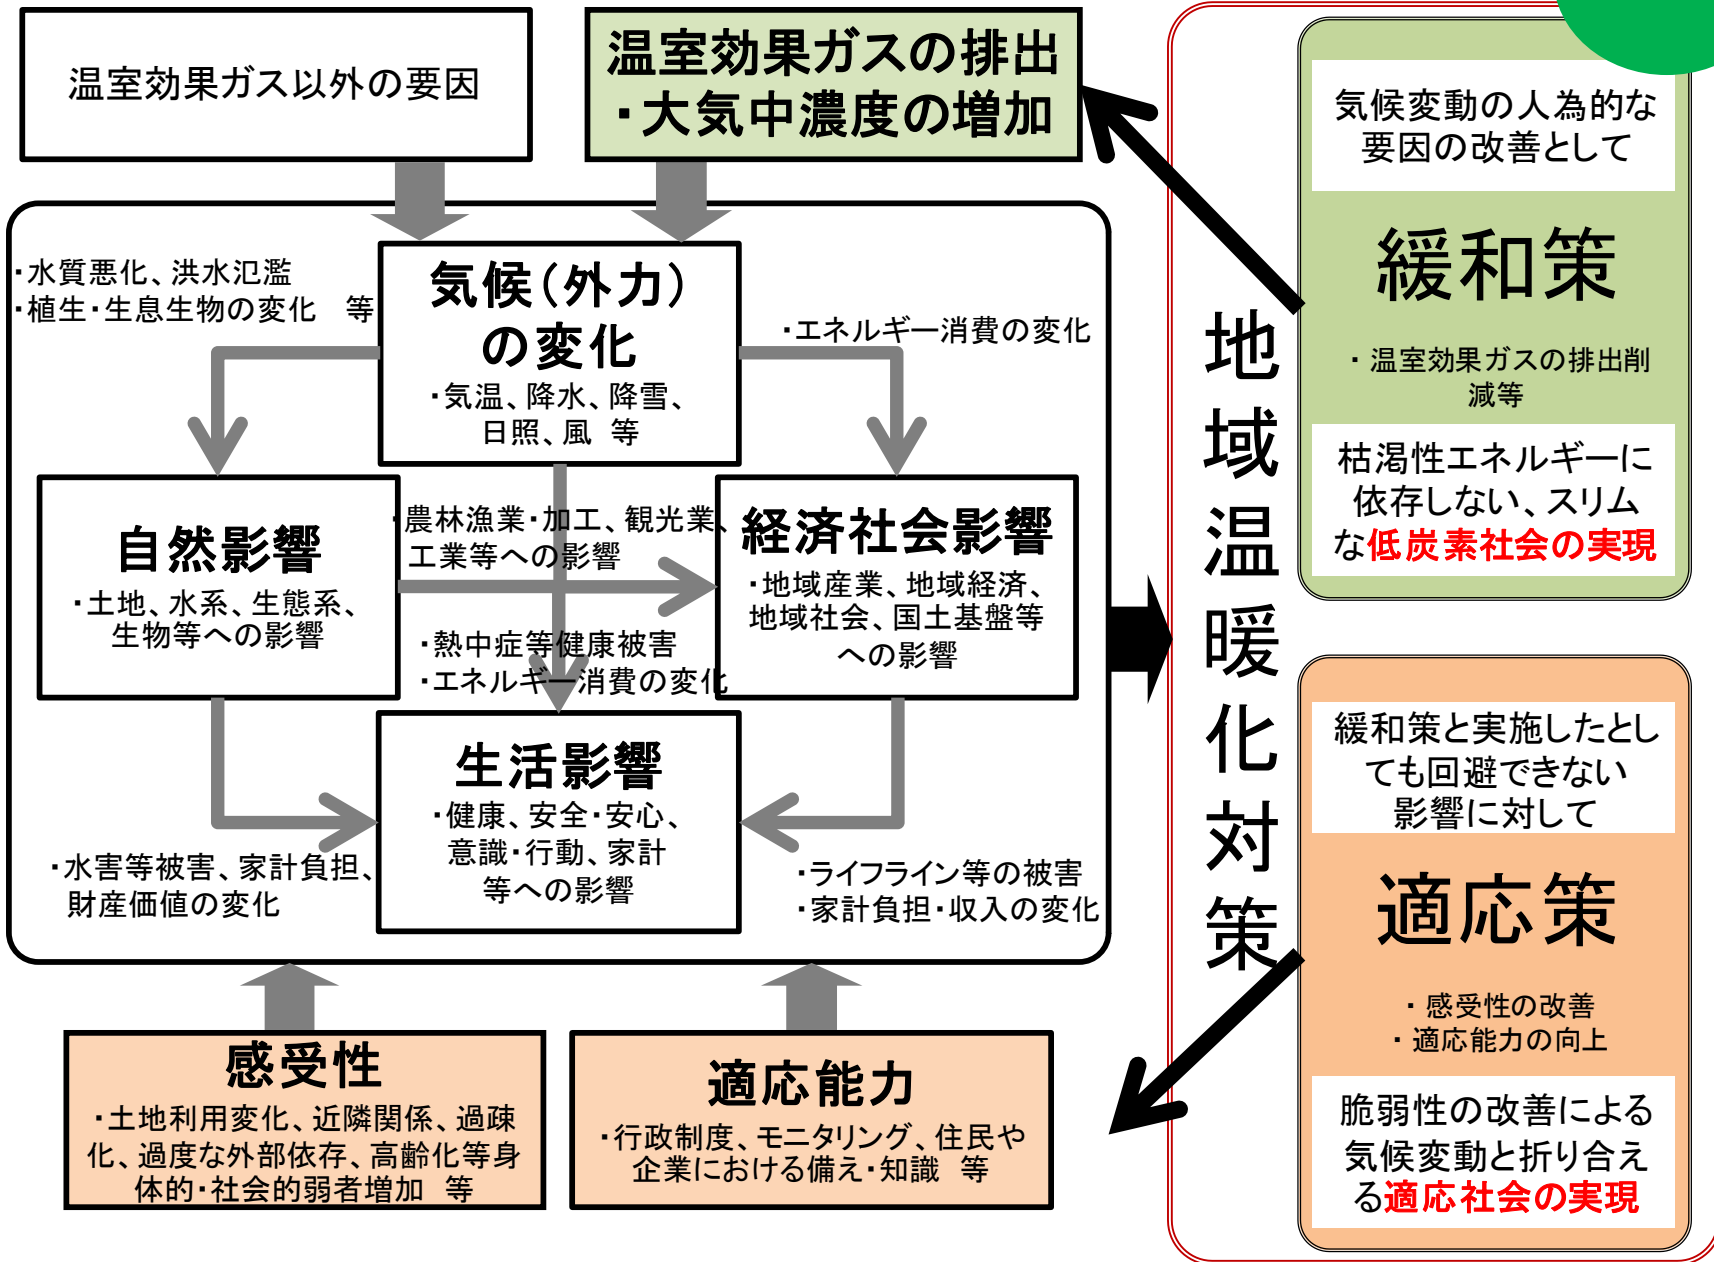 温室効果ガス以外の要因
温室効果ガスの排出
・大気中濃度の増加
・水質悪化、洪水氾濫
・植生・生息生物の変化　等
気候（外力）
の変化
・気温、降水、降雪、
日照、風　等
・エネルギー消費の変化
自然影響
・土地、水系、生態系、
生物等への影響
・農林漁業・加工、観光業、
工業等への影響
経済社会影響
・地域産業、地域経済、
地域社会、国土基盤等
への影響
・熱中症等健康被害
・エネルギー消費の変化
生活影響
・健康、安全・安心、
意識・行動、家計
等への影響
・水害等被害、家計負担、
財産価値の変化
・ライフライン等の被害
・家計負担・収入の変化
感受性
・土地利用変化、近隣関係、過疎
化、過度な外部依存、高齢化等身
体的・社会的弱者増加　等
適応能力
・行政制度、モニタリング、住民や
企業における備え・知識　等
地域温暖化対策
気候変動の人為的な
要因の改善として
緩和策
・温室効果ガスの排出削
減等
枯渇性エネルギーに
依存しない、スリム
な低炭素社会の実現
緩和策と実施したとし
ても回避できない
影響に対して
適応策
・感受性の改善
・適応能力の向上
脆弱性の改善による
気候変動と折り合え
る適応社会の実現